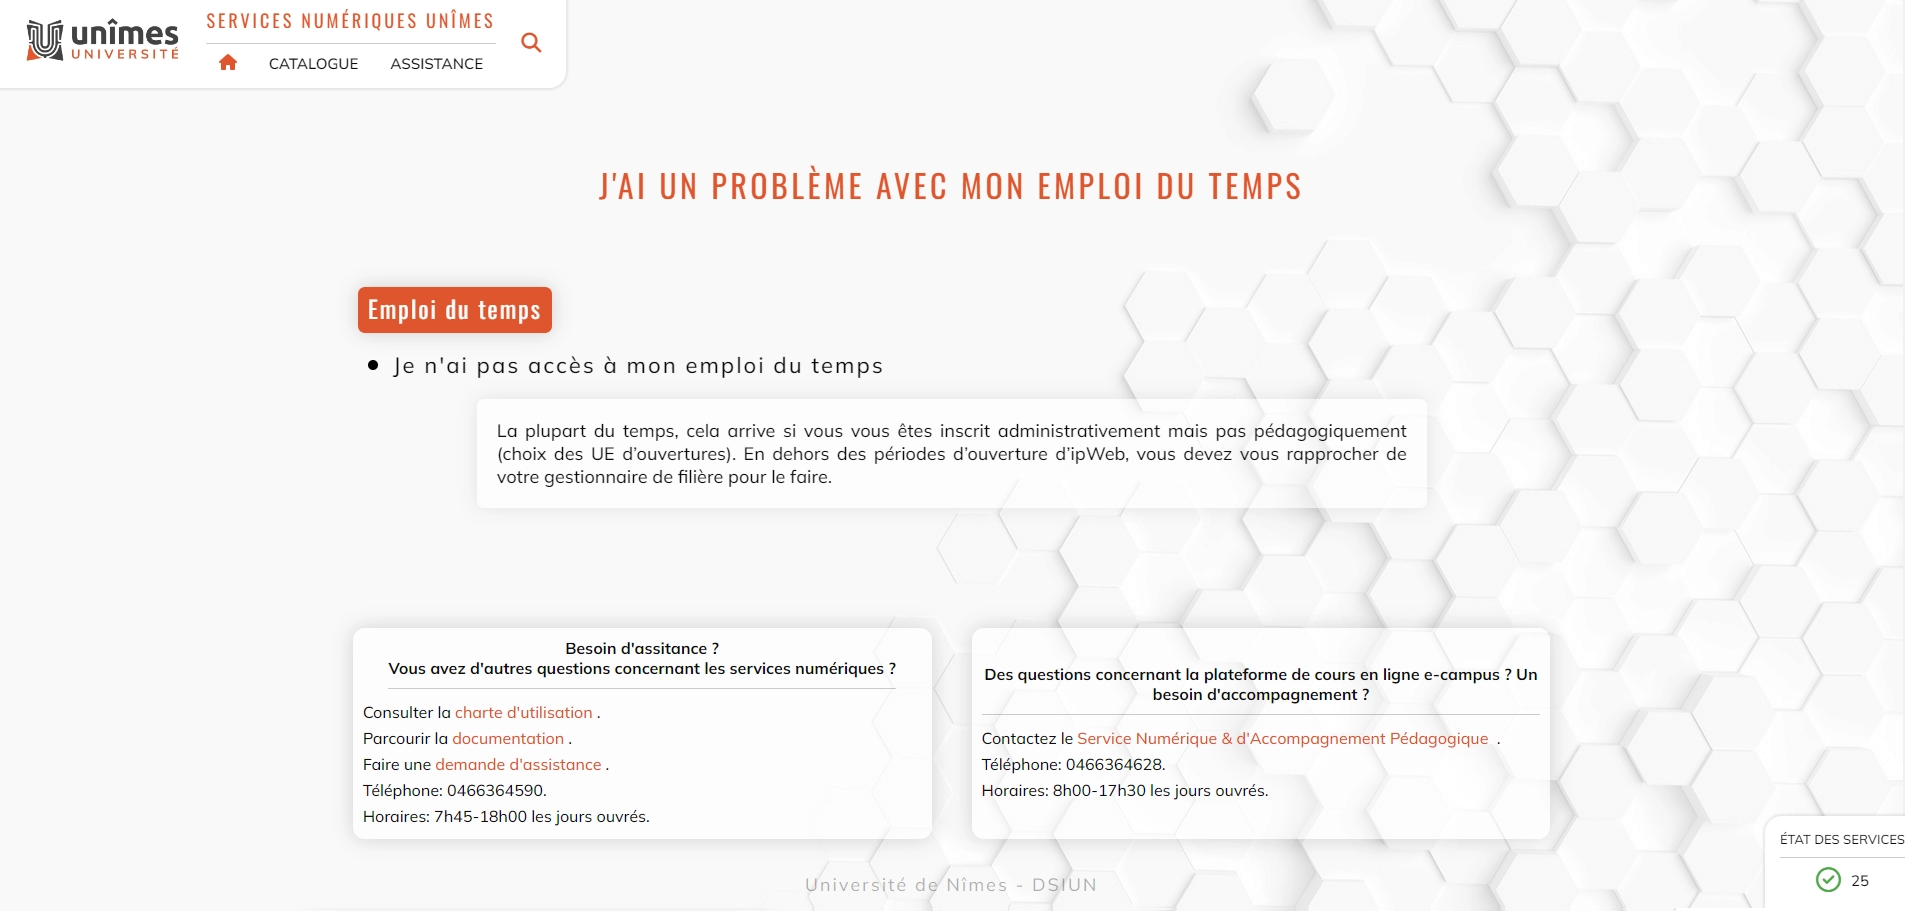 unîmes
UNIVERSITÉ
SERVICES NUMÉRIQUES UNÎMES
CATALOGUE
ASSISTANCE
J'AI UN PROBLÈME AVEC MON EMPLOI DU TEMPS
Emploi du temps
Je n'ai pas accès à mon emploi du temps
La plupart du temps, cela arrive si vous vous êtes inscrit administrativement mais pas pédagogiquement
(choix des UE d’ouvertures). En dehors des périodes d’ouverture d’ipWeb, vous devez vous rapprocher de
votre gestionnaire de filière pour le faire.
Besoin d'assitance ?
Vous avez d'autres questions concernant les services numériques ?
Consulter la charte d'utilisation .
Parcourir la documentation .
Faire une demande d'assistance .
Téléphone: 0466364590.
Horaires: 7h45-18h00 les jours ouvrés.
Des questions concernant la plateforme de cours en ligne e-campus ? Un
besoin d'accompagnement ?
Contactez le Service Numérique & d'Accompagnement Pédagogique .
Téléphone: 0466364628.
Horaires: 8h00-17h30 les jours ouvrés.
Université de Nîmes - DSIUN
ÉTAT DES SERVICES
25